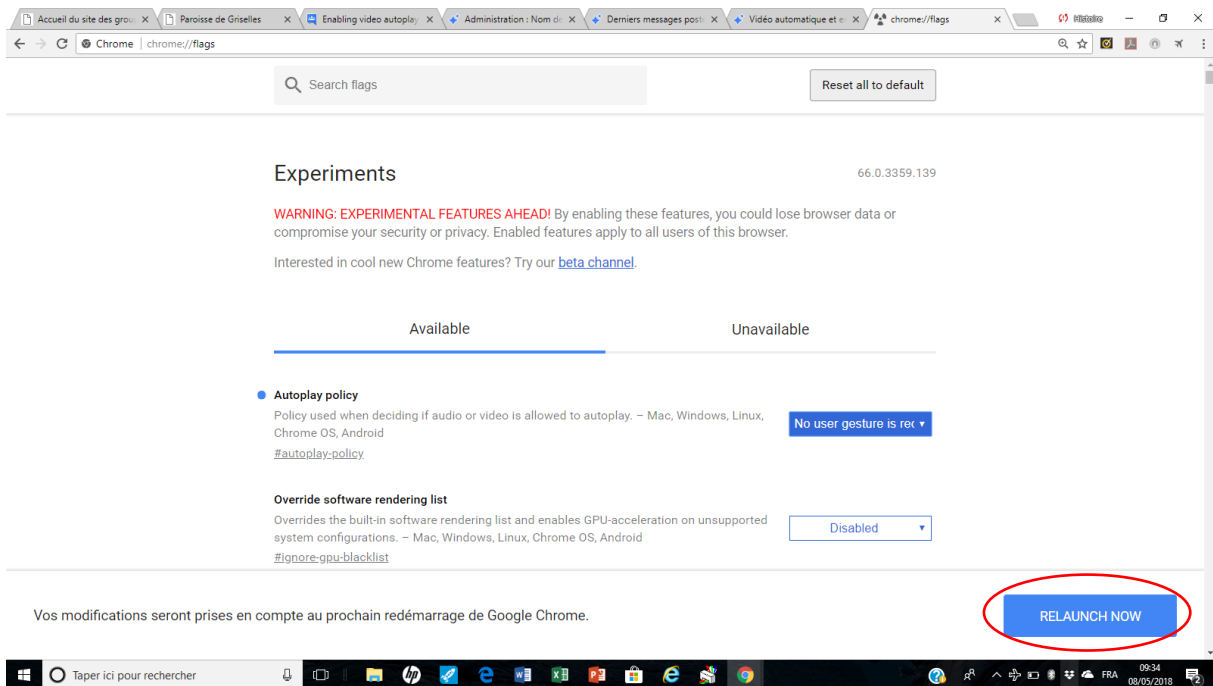 Accueil du site des grou
Paroisse de Griselles
Enabling video autoplay
Administration : Nom de
Derniers messages posté
Vidéo automatique et e
chrome://flags
Histoire
Chrome | chrome://flags
Search flags
Reset all to default
Experiments
66.0.3359.139
WARNING: EXPERIMENTAL FEATURES AHEAD! By enabling these features, you could lose browser data or
compromise your security or privacy. Enabled features apply to all users of this browser.
Interested in cool new Chrome features? Try our beta channel.
Available
Unavailable
Autoplay policy
Policy used when deciding if audio or video is allowed to autoplay. – Mac, Windows, Linux,
Chrome OS, Android
#autoplay-policy
No user gesture is rec
Override software rendering list
Overrides the built-in software rendering list and enables GPU-acceleration on unsupported
system configurations. – Mac, Windows, Linux, Chrome OS, Android
#ignore-gpu-blacklist
Disabled
Vos modifications seront prises en compte au prochain redémarrage de Google Chrome.
RELAUNCH NOW
Taper ici pour rechercher
FRA
09:34
08/05/2018